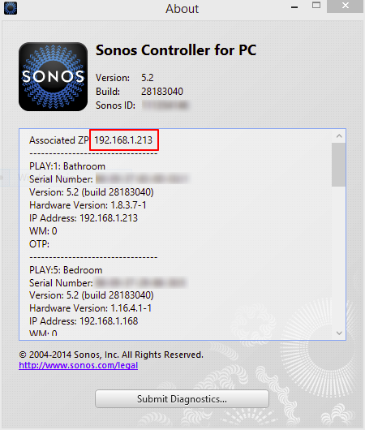 About
Sonos Controller for PC
SONOS
Version: 5.2
Build: 28183040
Sonos ID:
Associated ZP: 192.168.1.213
---------------------------------
PLAY:1: Bathroom
Serial Number:
Version: 5.2 (build 28183040)
Hardware Version: 1.8.3.7-1
IP Address: 192.168.1.213
WM: 0
OTP:
---------------------------------
PLAY:5: Bedroom
Serial Number:
Version: 5.2 (build 28183040)
Hardware Version: 1.16.4.1-1
IP Address: 192.168.1.168
WM: 0
© 2004-2014 Sonos, Inc. All Rights Reserved.
http://www.sonos.com/legal
Submit Diagnostics...